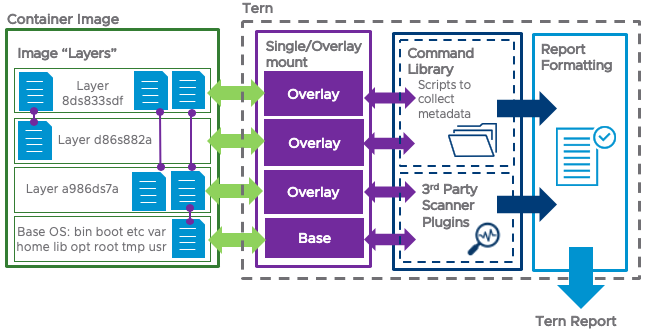 Container Image
Tern
Image “Layers”
Layer
8ds833sdf
Layer d86s882a
Layer a986ds7a
Base OS: bin boot etc var
home lib opt root tmp usr
Single/Overlay
mount
Overlay
Overlay
Overlay
Base
Command
Library
Scripts to
collect
metadata
3rd Party
Scanner
Plugins
Report
Formatting
Tern Report